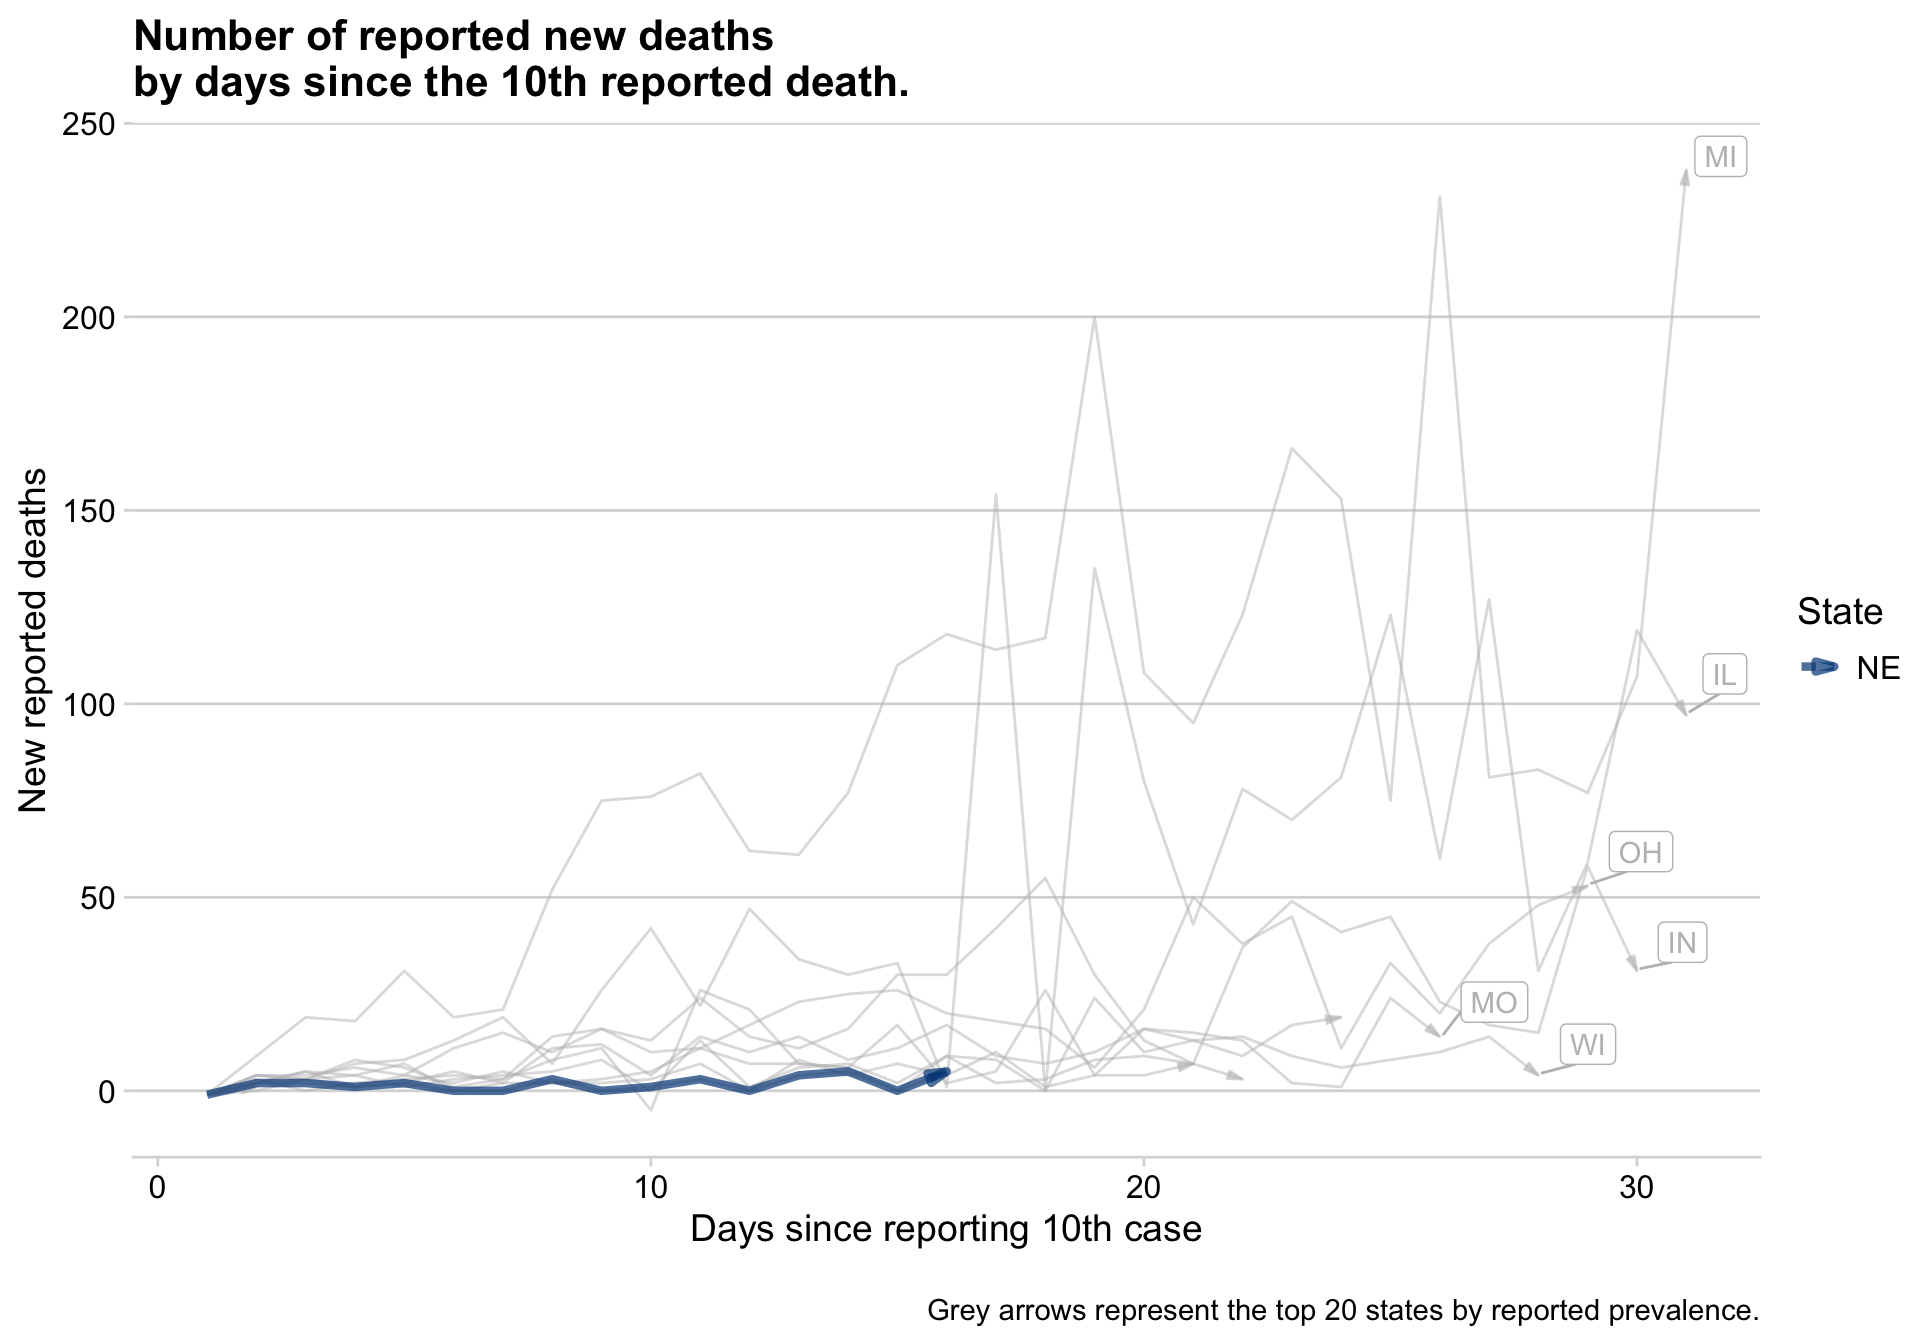 Number of reported new deaths
by days since the 10th reported death.
250
200
150
100
50
0
New reported deaths
MI
IL
OH
IN
MO
WI
State
NE
0
10
20
30
Days since reporting 10th case
Grey arrows represent the top 20 states by reported prevalence.